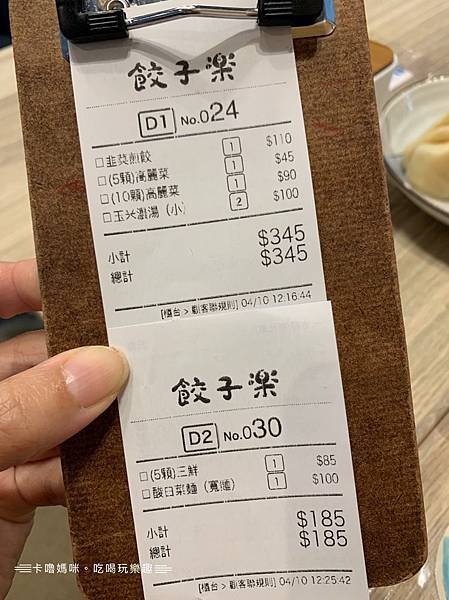 餃子樂
D1 No.024
□韭菜煎餃 1 $110
□(5顆)高麗菜 1 $45
□(10顆)高麗菜 1 $90
□玉米濃湯（小） 2 $100
小計 $345
總計 $345
[櫃台 > 顧客聯規則] 04/10 12:16:44
餃子樂
D2 No.030
□(5顆)三鮮 1 $85
□酸白菜麵（寬麵） 1 $100
小計 $185
總計 $185
[櫃台 > 顧客聯規則] 04/10 12:25:42
卡嚕媽咪。吃喝玩樂趣